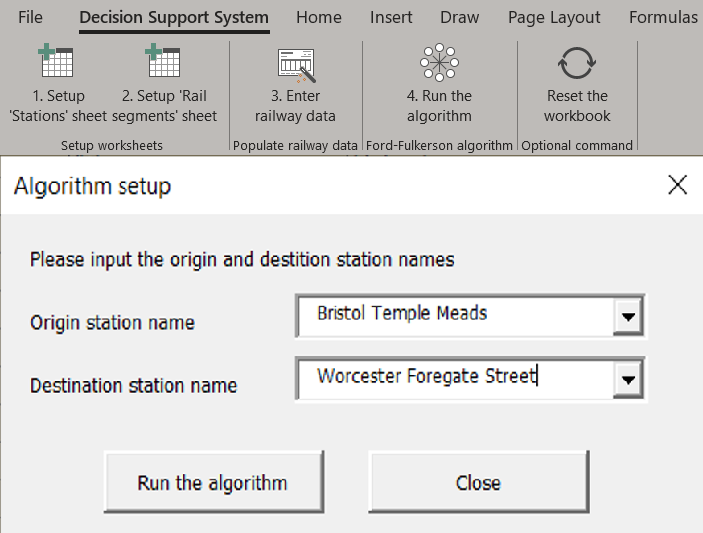 File Decision Support System Home Insert Draw Page Layout Formulas
1. Setup 'Stations' sheet
2. Setup 'Rail segments' sheet
3. Enter railway data
4. Run the algorithm
Reset the workbook
Setup worksheets Populate railway data Ford-Fulkerson algorithm Optional command
Algorithm setup
Please input the origin and destition station names
Origin station name Bristol Temple Meads
Destination station name Worcester Foregate Street
Run the algorithm Close